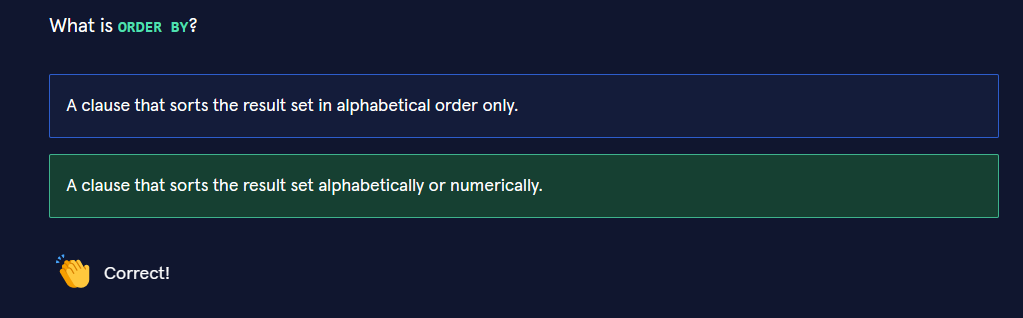 What is ORDER BY?
A clause that sorts the result set in alphabetical order only.
A clause that sorts the result set alphabetically or numerically.
Correct!